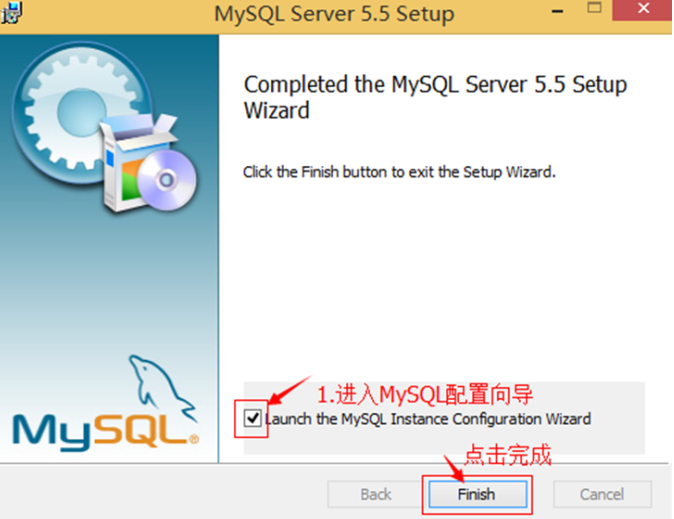 MySQL Server 5.5 Setup
Completed the MySQL Server 5.5 Setup
Wizard
Click the Finish button to exit the Setup Wizard.
1.进入MySQL配置向导
Launch the MySQL Instance Configuration Wizard
MySQL®
点击完成
Back
Finish
Cancel